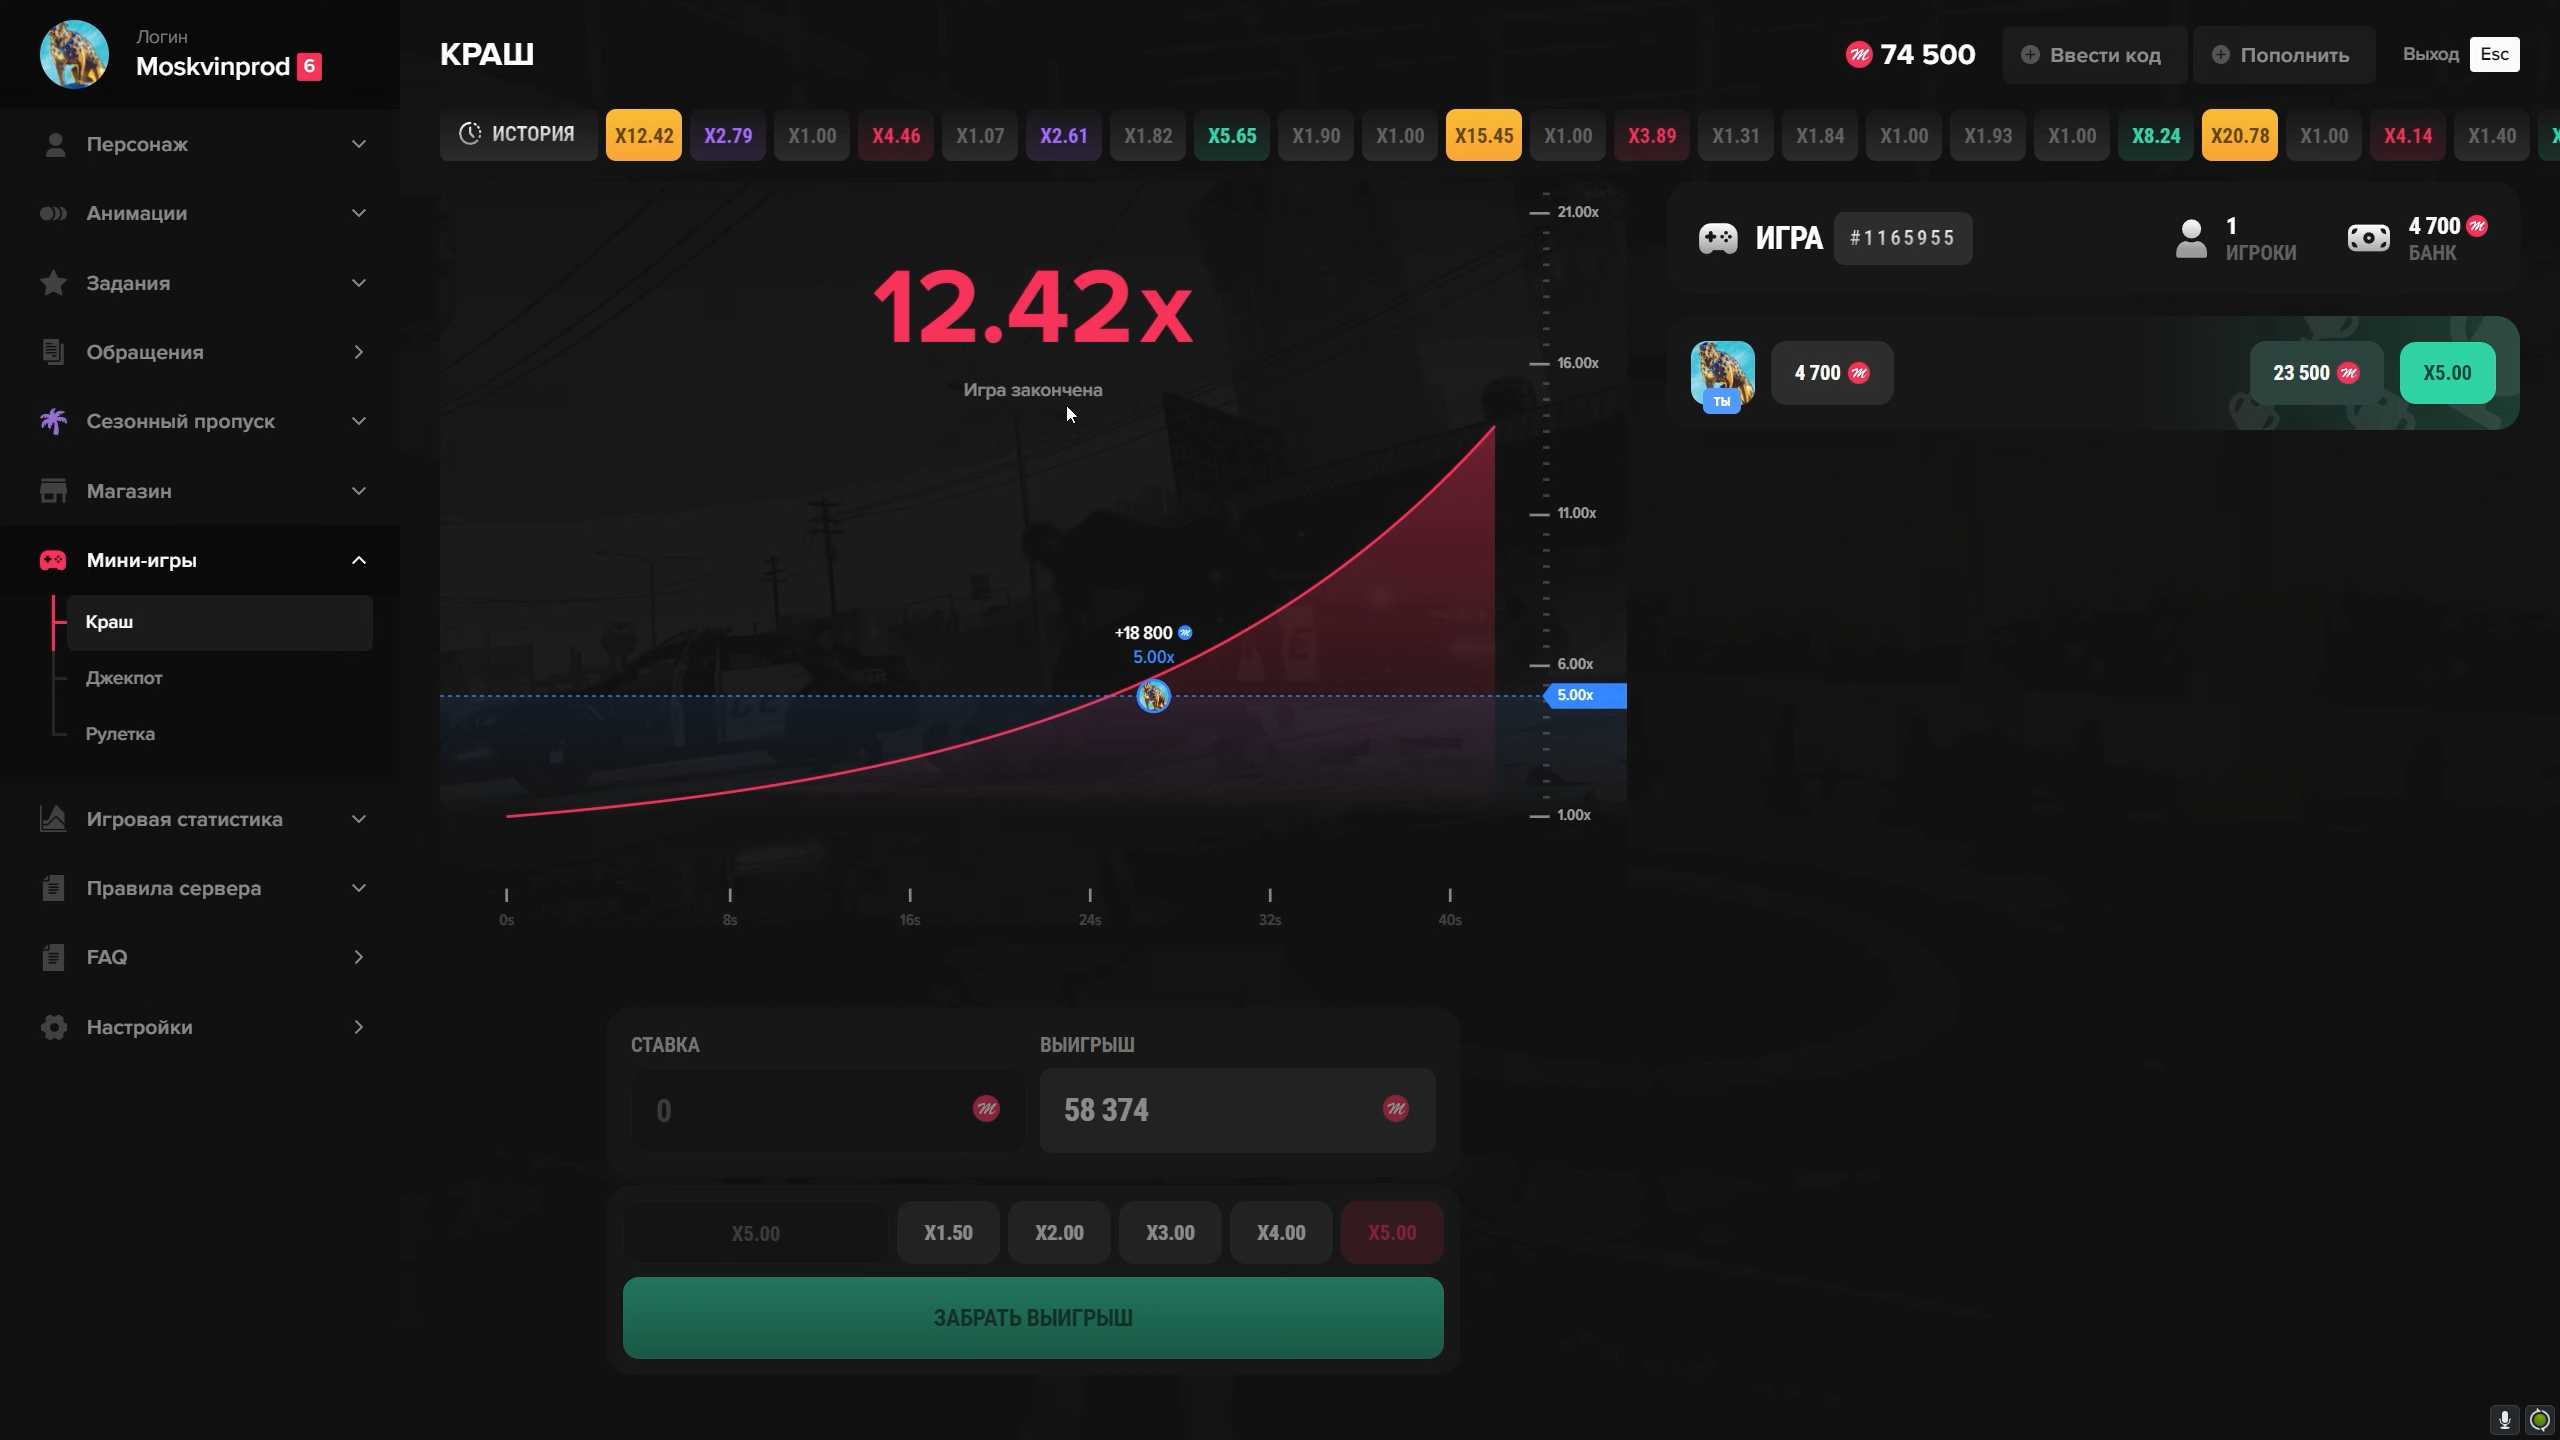 Логин
Moskvinprod 6
Персонаж
Анимации
Задания
Обращения
Сезонный пропуск
Магазин
Мини-игры
Краш
Джекпот
Рулетка
Игровая статистика
Правила сервера
FAQ
Настройки
КРАШ
74 500
Ввести код
Пополнить
Выход Esc
ИСТОРИЯ X12.42 X2.79 X1.00 X4.46 X1.07 X2.61 X1.82 X5.65 X1.90 X1.00 X15.45 X1.00 X3.89 X1.31 X1.84 X1.00 X1.93 X1.00 X8.24 X20.78 X1.00 X4.14 X1.40
12.42x
Игра закончена
+18 800
5.00x
21.00x
16.00x
11.00x
6.00x
5.00x
1.00x
0s 8s 16s 24s 32s 40s
ИГРА #1165955
1
ИГРОКИ
4 700
БАНК
ТЫ
4 700
23 500
X5.00
СТАВКА
0
ВЫИГРЫШ
58 374
X5.00 X1.50 X2.00 X3.00 X4.00 X5.00
ЗАБРАТЬ ВЫИГРЫШ